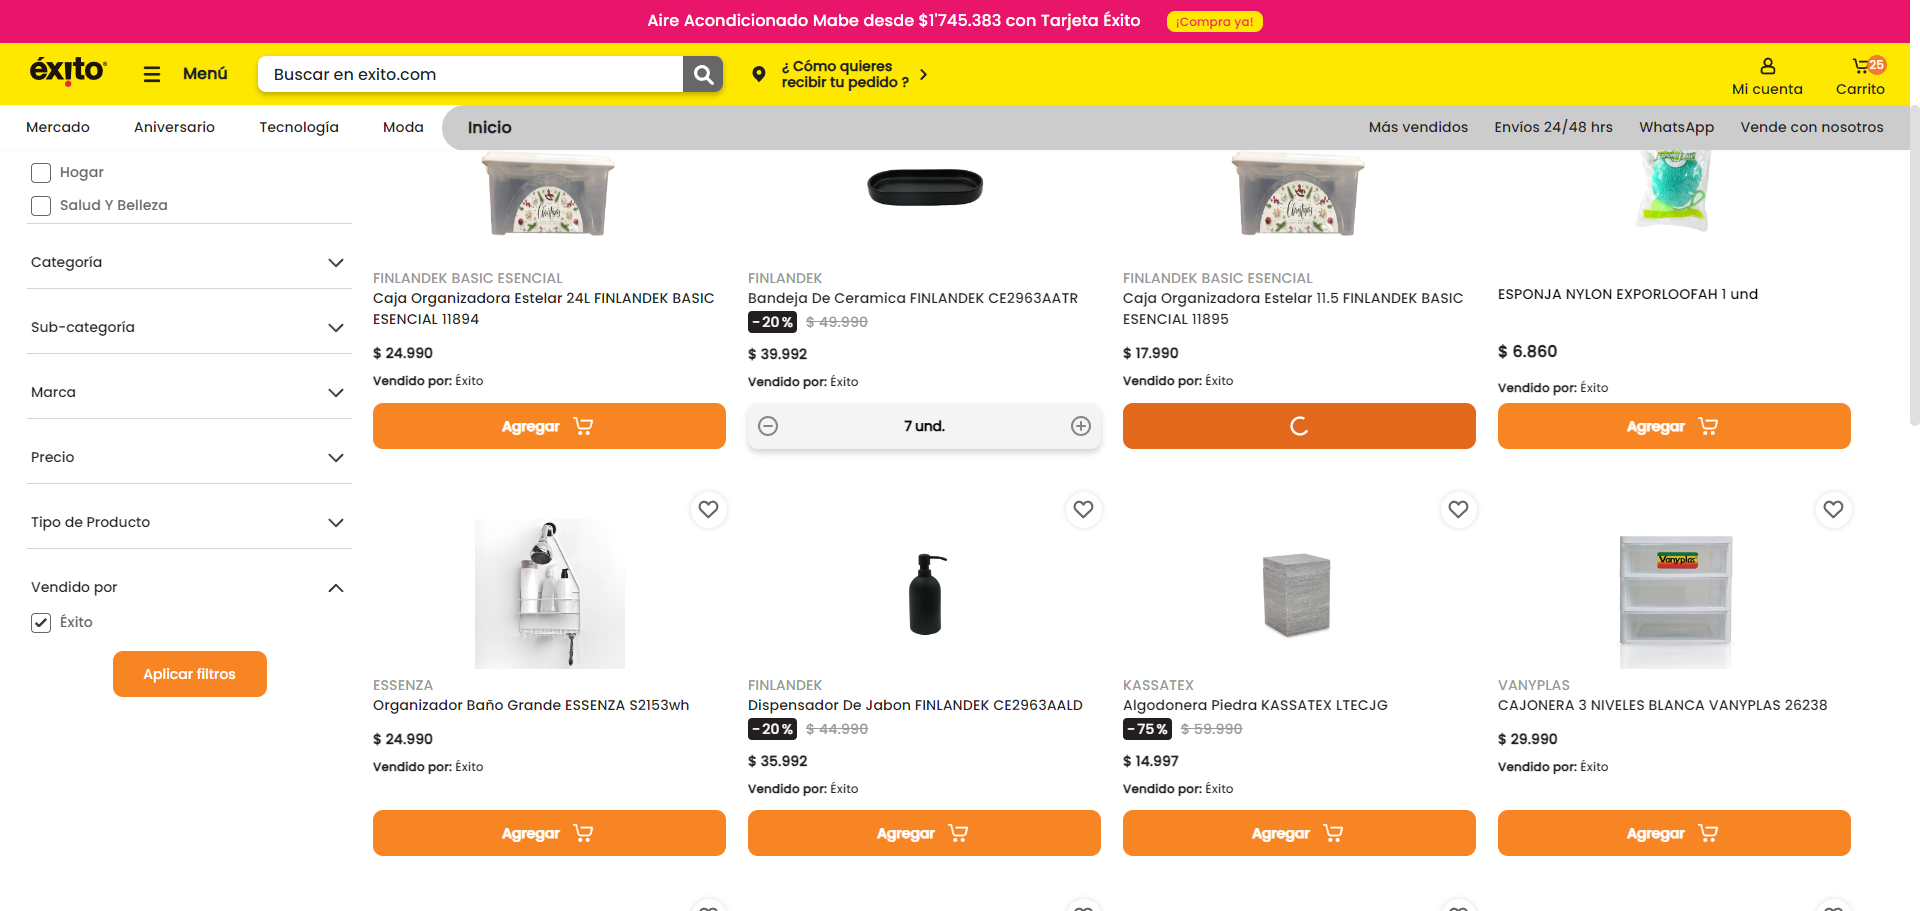 Aire Acondicionado Mabe desde $1'745.383 con Tarjeta Éxito
¡Compra ya!
éxito
Menú
Buscar en exito.com
¿ Cómo quieres
recibir tu pedido ?
Mi cuenta
25
Carrito
Mercado
Aniversario
Tecnología
Moda
Inicio
Más vendidos
Envíos 24/48 hrs
WhatsApp
Vende con nosotros
Hogar
Salud Y Belleza
Categoría
Sub-categoría
Marca
Precio
Tipo de Producto
Vendido por
Éxito
Aplicar filtros
Christmas
FINLANDEK BASIC ESENCIAL
Caja Organizadora Estelar 24L FINLANDEK BASIC
ESENCIAL 11894
$ 24.990
Vendido por: Éxito
Agregar
FINLANDEK
Bandeja De Ceramica FINLANDEK CE2963AATR
-20% $ 49.990
$ 39.992
Vendido por: Éxito
7 und.
Christmas
FINLANDEK BASIC ESENCIAL
Caja Organizadora Estelar 11.5 FINLANDEK BASIC
ESENCIAL 11895
$ 17.990
Vendido por: Éxito
ESPONJA NYLON EXPORLOOFAH 1 und
$ 6.860
Vendido por: Éxito
Agregar
ESSENZA
Organizador Baño Grande ESSENZA S2153wh
$ 24.990
Vendido por: Éxito
Agregar
FINLANDEK
Dispensador De Jabon FINLANDEK CE2963AALD
-20% $ 44.990
$ 35.992
Vendido por: Éxito
Agregar
KASSATEX
Algodonera Piedra KASSATEX LTECJG
-75% $ 59.990
$ 14.997
Vendido por: Éxito
Agregar
Vanyplas
VANYPLAS
CAJONERA 3 NIVELES BLANCA VANYPLAS 26238
$ 29.990
Vendido por: Éxito
Agregar